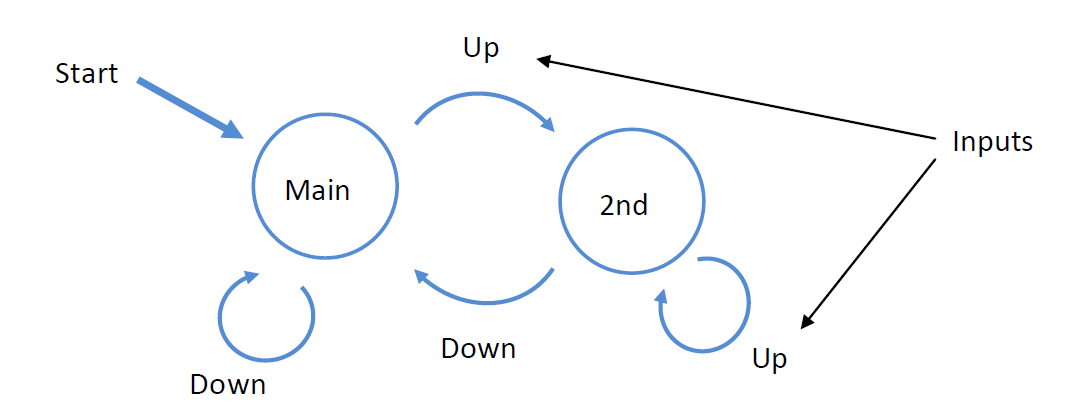 Up
Start
Inputs
Main
2nd
Down
Up
Down